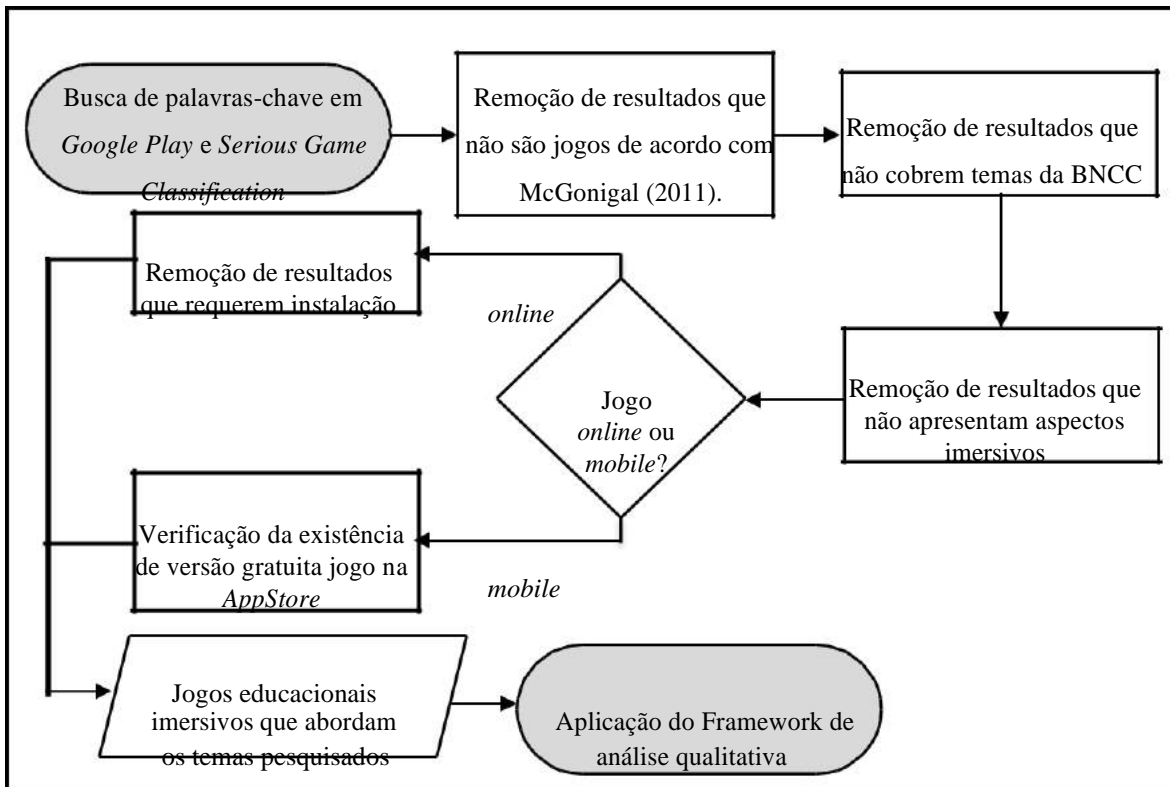 Busca de palavras-chave em
Google Play e Serious Game
Classification
Remoção de resultados que
não são jogos de acordo com
McGonigal (2011).
Remoção de resultados que
não cobrem temas da BNCC
Remoção de resultados que
não apresentam aspectos
imersivos
Jogo
online ou
mobile?
online
Remoção de resultados
que requerem instalação
mobile
Verificação da existência
de versão gratuita jogo na
AppStore
Jogos educacionais
imersivos que abordam
os temas pesquisados
Aplicação do Framework de
análise qualitativa